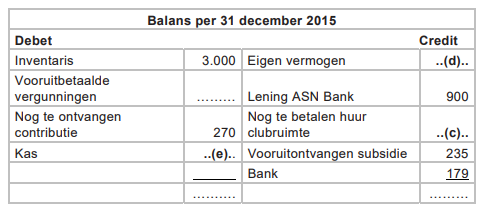 Balans per 31 december 2015
Debet Credit
Inventaris 3.000 Eigen vermogen ..(d)..
Vooruitbetaalde
vergunningen ……… Lening ASN Bank 900
Nog te ontvangen Nog te betalen huur
contributie 270 clubruimte ..(c)..
Kas ..(e).. Vooruitontvangen subsidie 235
Bank 179
………. ………